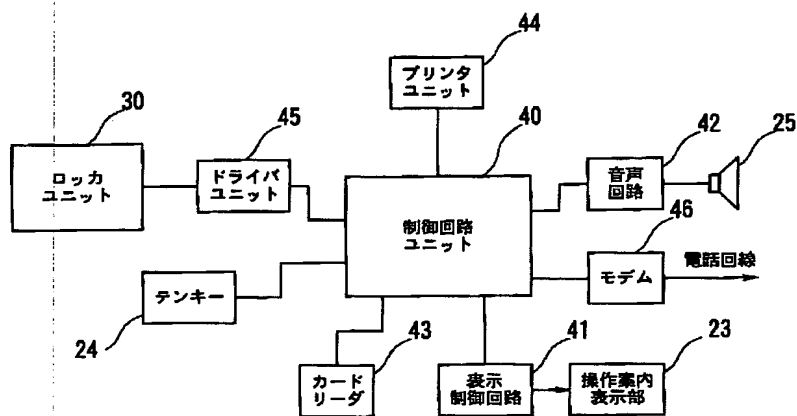 44
プリンタ
ユニット
30
45
40
42
25
ロッカ
ユニット
ドライバ
ユニット
音声
回路
制御回路
ユニット
46
電話回線
モデム
テンキー
24
43
41
23
カード
リーダ
表示
制御回路
操作案内
表示部